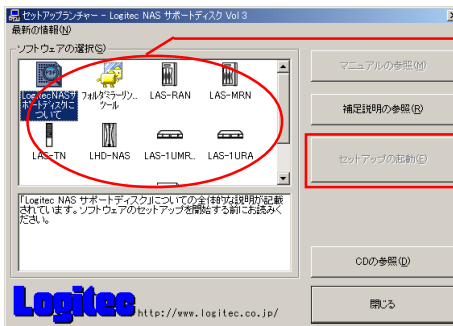 セットアップランチャー - Logitec NAS サポートディスク Vol 3
最新の情報(N)
ソフトウェアの選択(S)
LogitecNASサポートディスクについて
フォルダミラーリン...ツール
LAS-RAN
LAS-MRN
LAS-TN
LHD-NAS
LAS-1UMR...
LAS-1URA
「Logitec NAS サポートディスク」についての全体的な説明が記載
されています。ソフトウェアのセットアップを開始する前にお読みく
ださい。
マニュアルの参照(M)
補足説明の参照(R)
セットアップの起動(E)
CDの参照(D)
閉じる
Logitec
http://www.logitec.co.jp/